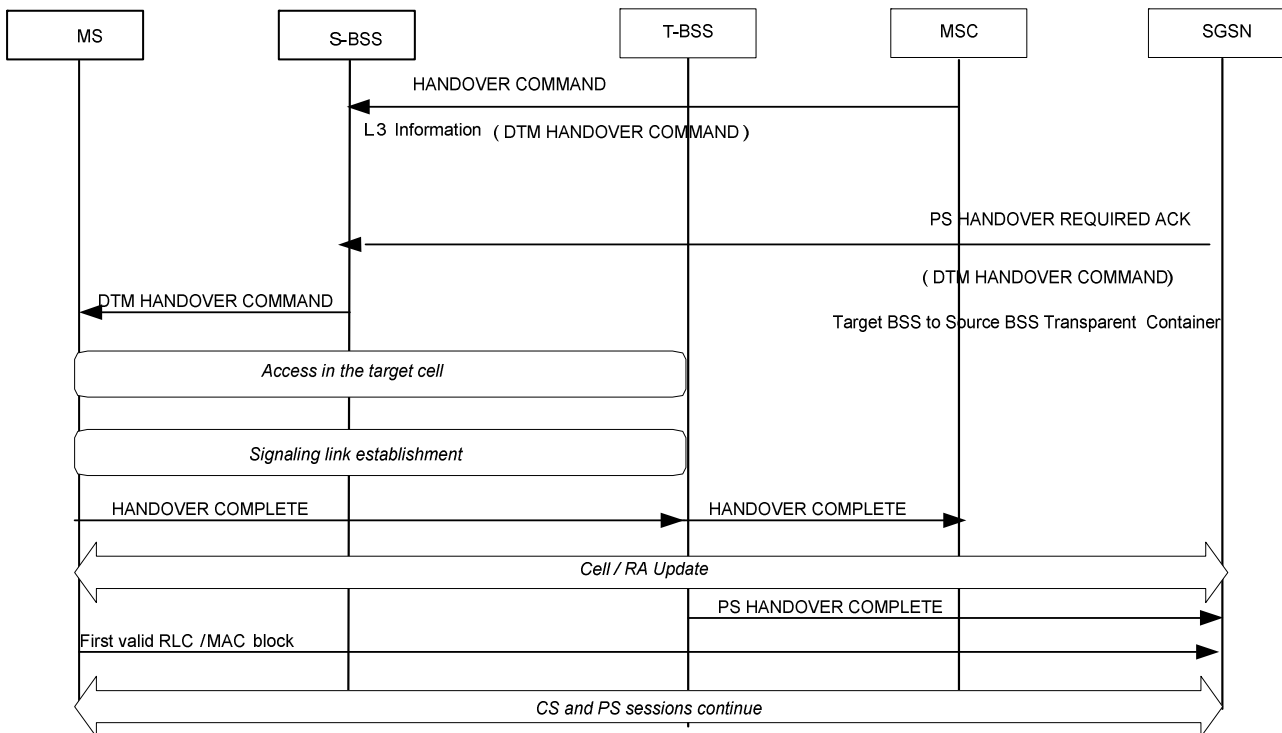 MS
S-BSS
T-BSS
MSC
SGSN
HANDOVER COMMAND
L3 Information ( DTM HANDOVER COMMAND )
PS HANDOVER REQUIRED ACK
( DTM HANDOVER COMMAND)
DTM HANDOVER COMMAND
Target BSS to Source BSS Transparent Container
Access in the target cell
Signaling link establishment
HANDOVER COMPLETE
HANDOVER COMPLETE
Cell / RA Update
PS HANDOVER COMPLETE
First valid RLC /MAC block
CS and PS sessions continue